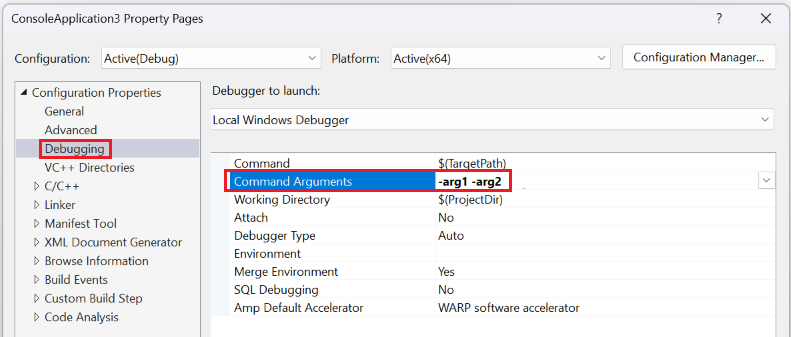 ConsoleApplication3 Property Pages
?
Configuration: Active(Debug) Platform: Active(x64) Configuration Manager...
Configuration Properties
General
Advanced
Debugging
VC++ Directories
C/C++
Linker
Manifest Tool
XML Document Generator
Browse Information
Build Events
Custom Build Step
Code Analysis
Debugger to launch:
Local Windows Debugger
Command $(TargetPath)
Command Arguments -arg1 -arg2
Working Directory $(ProjectDir)
Attach No
Debugger Type Auto
Environment
Merge Environment Yes
SQL Debugging No
Amp Default Accelerator WARP software accelerator